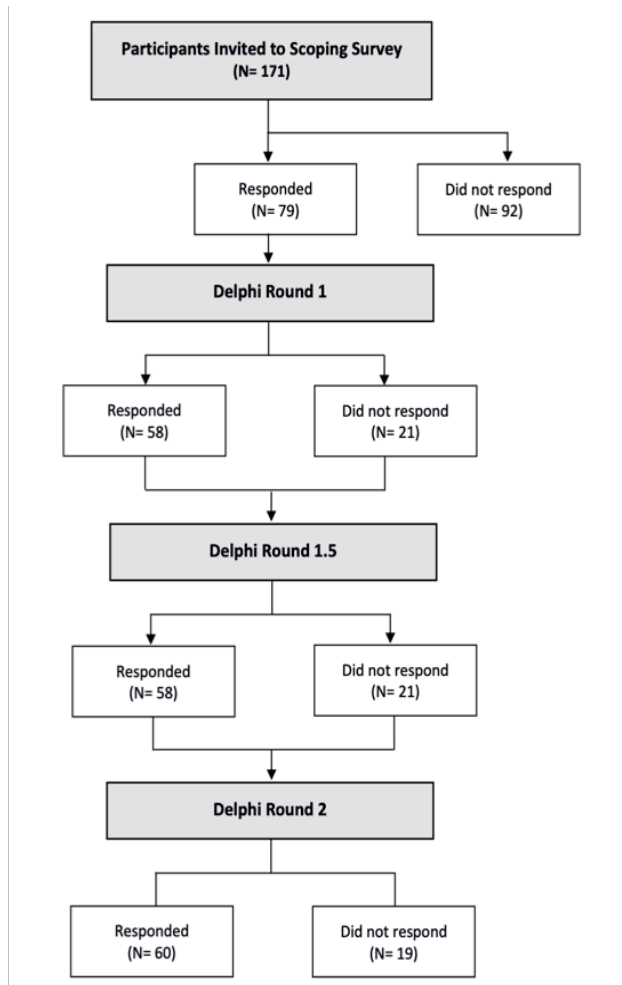 Participants Invited to Scoping Survey
(N= 171)
Responded
(N= 79)
Did not respond
(N= 92)
Delphi Round 1
Responded
(N= 58)
Did not respond
(N= 21)
Delphi Round 1.5
Responded
(N= 58)
Did not respond
(N= 21)
Delphi Round 2
Responded
(N= 60)
Did not respond
(N= 19)